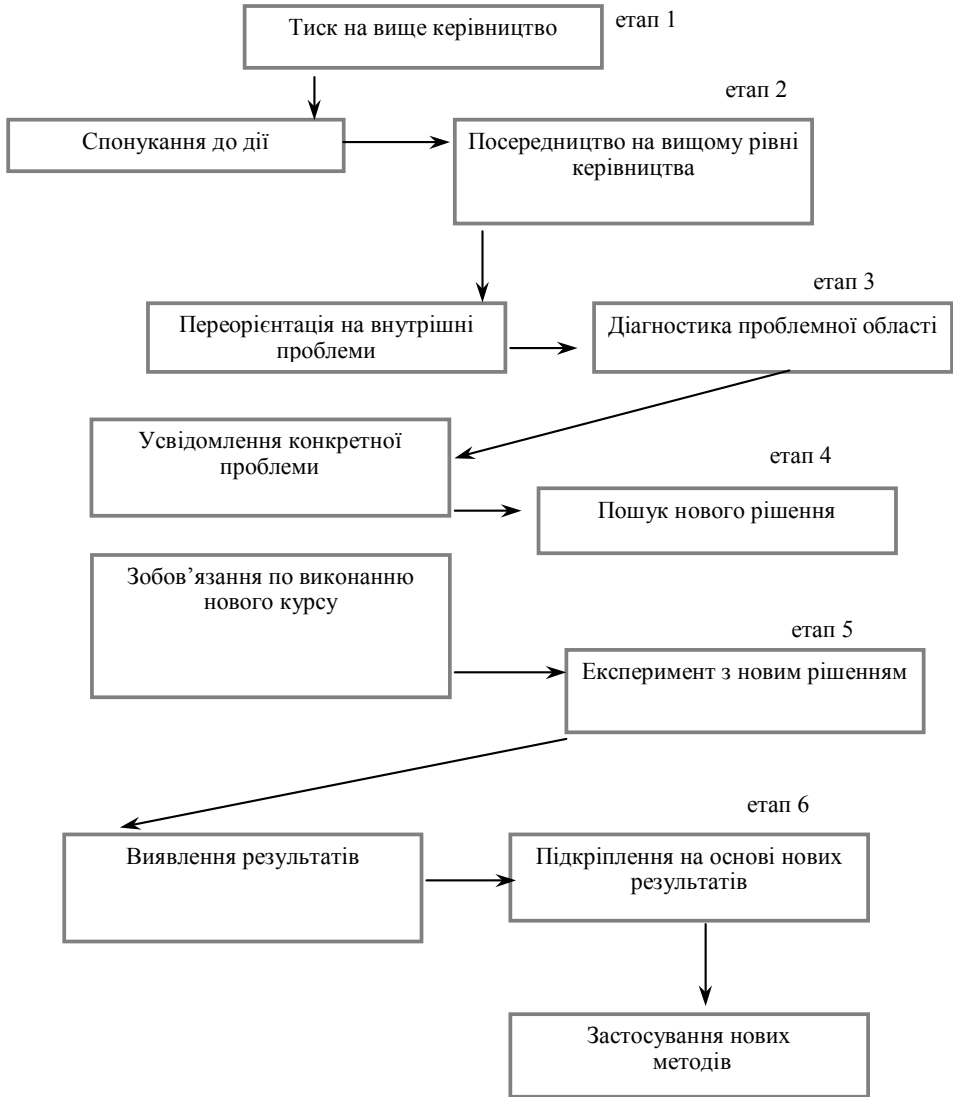 Тиск на вище керівництво
етап 1
етап 2
Спонукання до дії
Посередництво на вищому рівні
керівництва
етап 3
Переорієнтація на внутрішні
проблеми
Діагностика проблемної області
Усвідомлення конкретної
проблеми
етап 4
Пошук нового рішення
Зобов’язання по виконанню
нового курсу
етап 5
Експеримент з новим рішенням
етап 6
Виявлення результатів
Підкріплення на основі нових
результатів
Застосування нових
методів